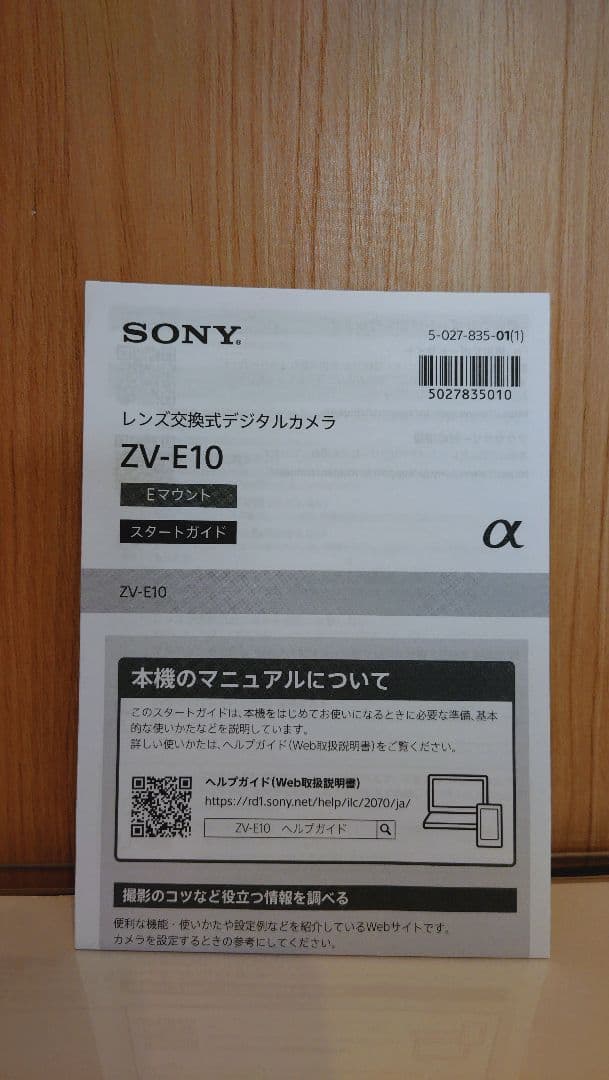 SONY®
5-027-835-01(1)
5027835010
レンズ交換式デジタルカメラ
ZV-E10
Eマウント
スタートガイド
α
ZV-E10
本機のマニュアルについて
このスタートガイドは、本機をはじめてお使いになるときに必要な準備、基本
的な使いかたなどを説明しています。
詳しい使いかたは、ヘルプガイド(Web取扱説明書)をご覧ください。
ヘルプガイド(Web取扱説明書)
https://rd1.sony.net/help/ilc/2070/ja/
ZV-E10 ヘルプガイド
撮影のコツなど役立つ情報を調べる
便利な機能・使いかたや設定例などを紹介しているWebサイトです。
カメラを設定するときの参考にしてください。